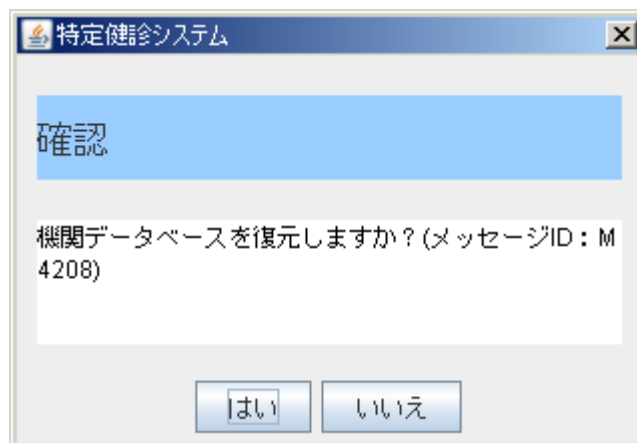 特定健診システム
確認
機関データベースを復元しますか？(メッセージID：M
4208)
はい
いいえ